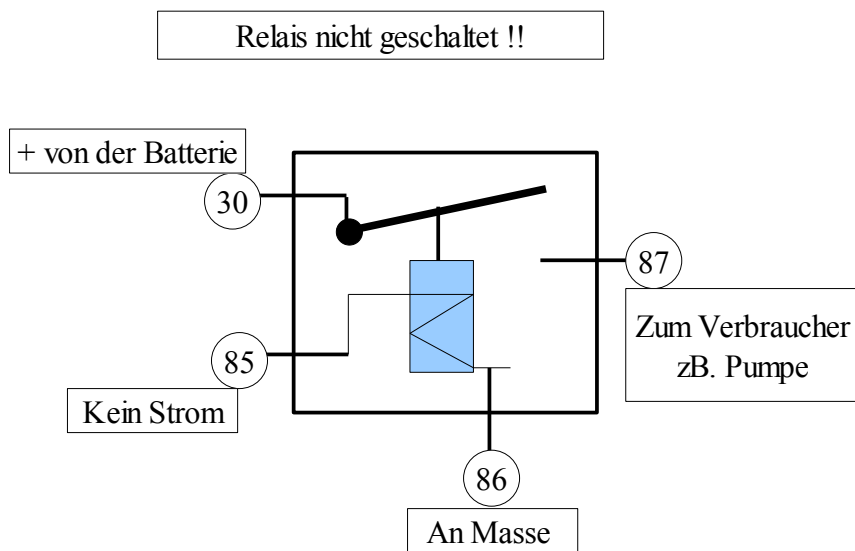 Relais nicht geschaltet !!
+ von der Batterie
30
87
Zum Verbraucher
zB. Pumpe
85
Kein Strom
86
An Masse